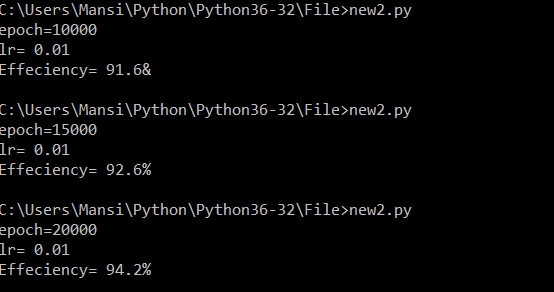 C:\Users\Mansi\Python\Python36-32\File>new2.py
epoch=10000
lr= 0.01
Effeciency= 91.6&
C:\Users\Mansi\Python\Python36-32\File>new2.py
epoch=15000
lr= 0.01
Effeciency= 92.6%
C:\Users\Mansi\Python\Python36-32\File>new2.py
epoch=20000
lr= 0.01
Effeciency= 94.2%